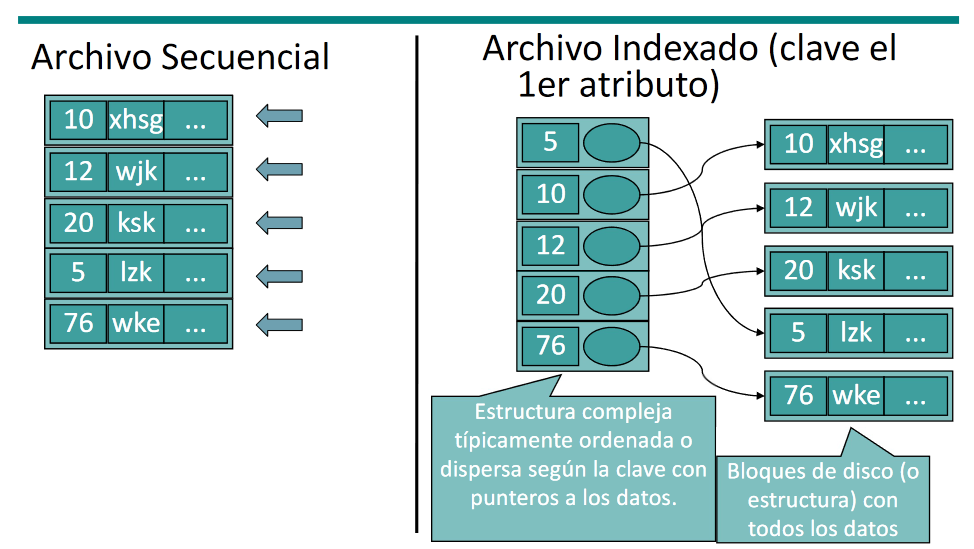 Archivo Secuencial
10 xhsg ...
12 wjk ...
20 ksk ...
5 lzk ...
76 wke ...
Archivo Indexado (clave el
1er atributo)
5
10
12
20
76
10 xhsg ...
12 wjk ...
20 ksk ...
5 lzk ...
76 wke ...
Estructura compleja
típicamente ordenada o
dispersa según la clave con
punteros a los datos.
Bloques de disco (o
estructura) con
todos los datos